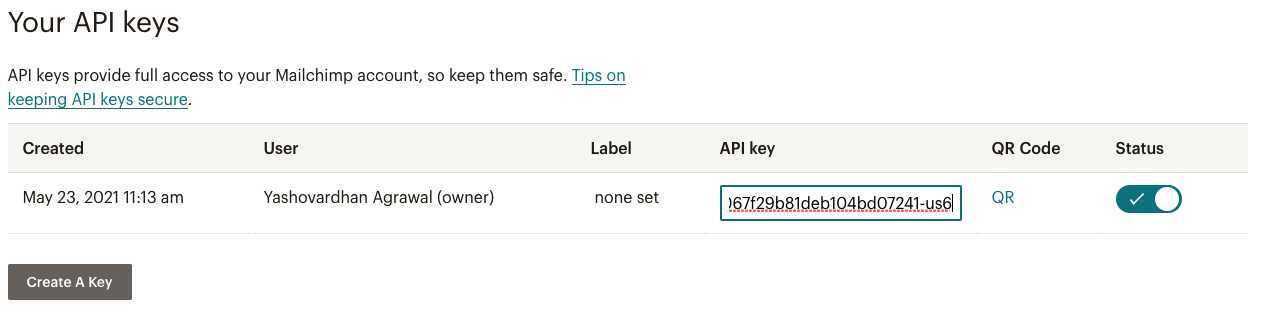 Your API keys
API keys provide full access to your Mailchimp account, so keep them safe. Tips on
keeping API keys secure.
Created User Label API key QR Code Status
May 23, 2021 11:13 am Yashovardhan Agrawal (owner) none set 67f29b81deb104bd07241-us6 QR
Create A Key